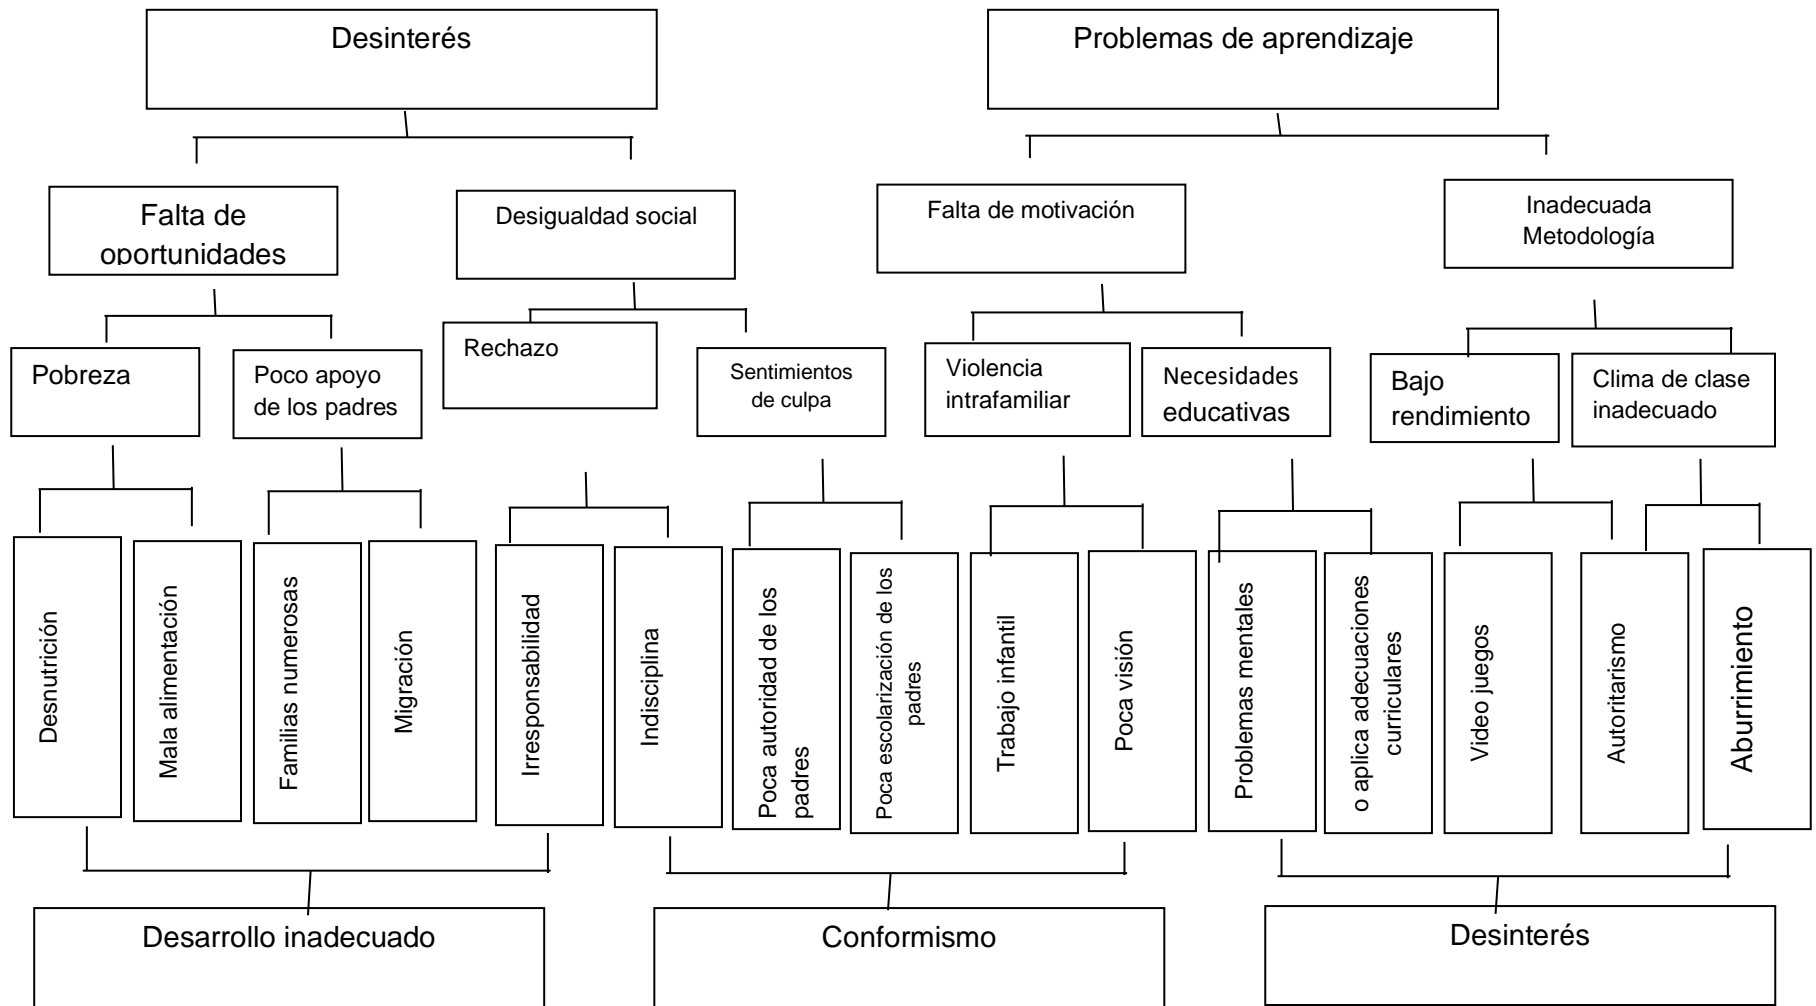 Desinterés
Problemas de aprendizaje
Falta de
oportunidades
Desigualdad social
Falta de motivación
Inadecuada
Metodología
Pobreza
Poco apoyo
de los padres
Rechazo
Sentimientos
de culpa
Violencia
intrafamiliar
Necesidades
educativas
Bajo
rendimiento
Clima de clase
inadecuado
Desnutrición
Mala alimentación
Familias numerosas
Migración
Irresponsabilidad
Indisciplina
Poca autoridad de los
padres
Poca escolarización de los
padres
Trabajo infantil
Poca visión
Problemas mentales
o aplica adecuaciones
curriculares
Video juegos
Autoritarismo
Aburrimiento
Desarrollo inadecuado
Conformismo
Desinterés